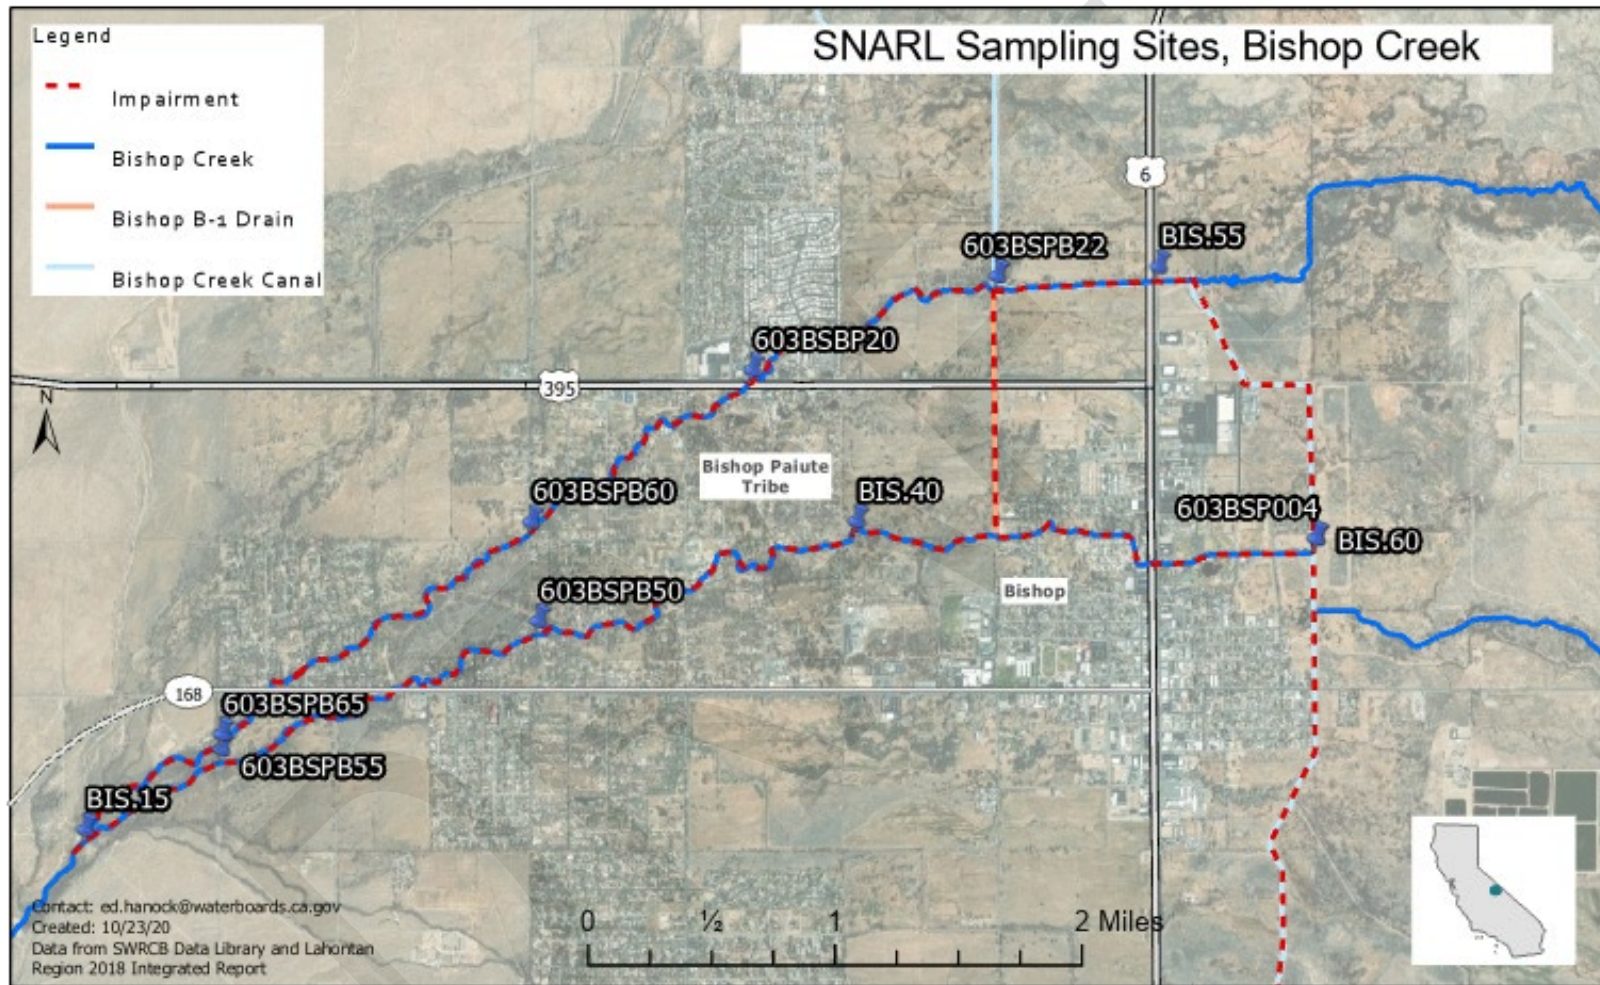 Legend
Impairment
Bishop Creek
Bishop B-1 Drain
Bishop Creek Canal
SNARL Sampling Sites, Bishop Creek
6
603BSPB22
BIS.55
603BSBP20
395
N
Bishop Paiute
Tribe
603BSPB60
BIS.40
603BSP004
BIS.60
603BSPB50
Bishop
168
603BSPB65
603BSPB55
BIS.15
Contact: ed.hanock@waterboards.ca.gov
Created: 10/23/20
Data from SWRCB Data Library and Lahontan
Region 2018 Integrated Report
0 ½ 1 2 Miles